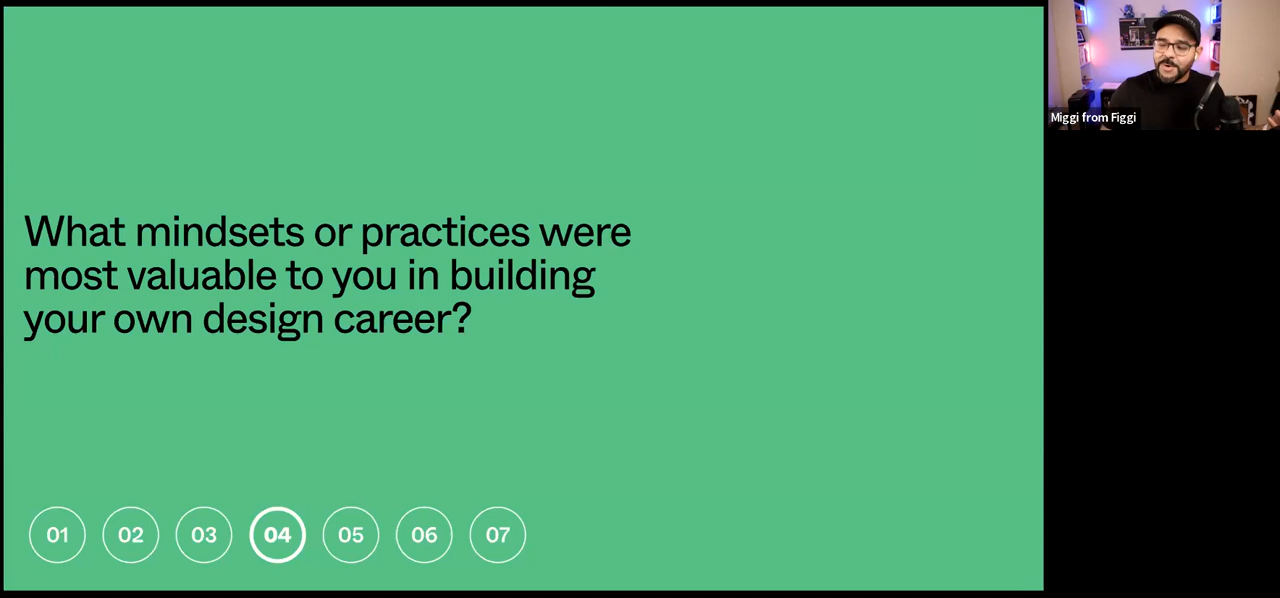 What mindsets or practices were
most valuable to you in building
your own design career?
01 02 03 04 05 06 07
Miggi from Figgi